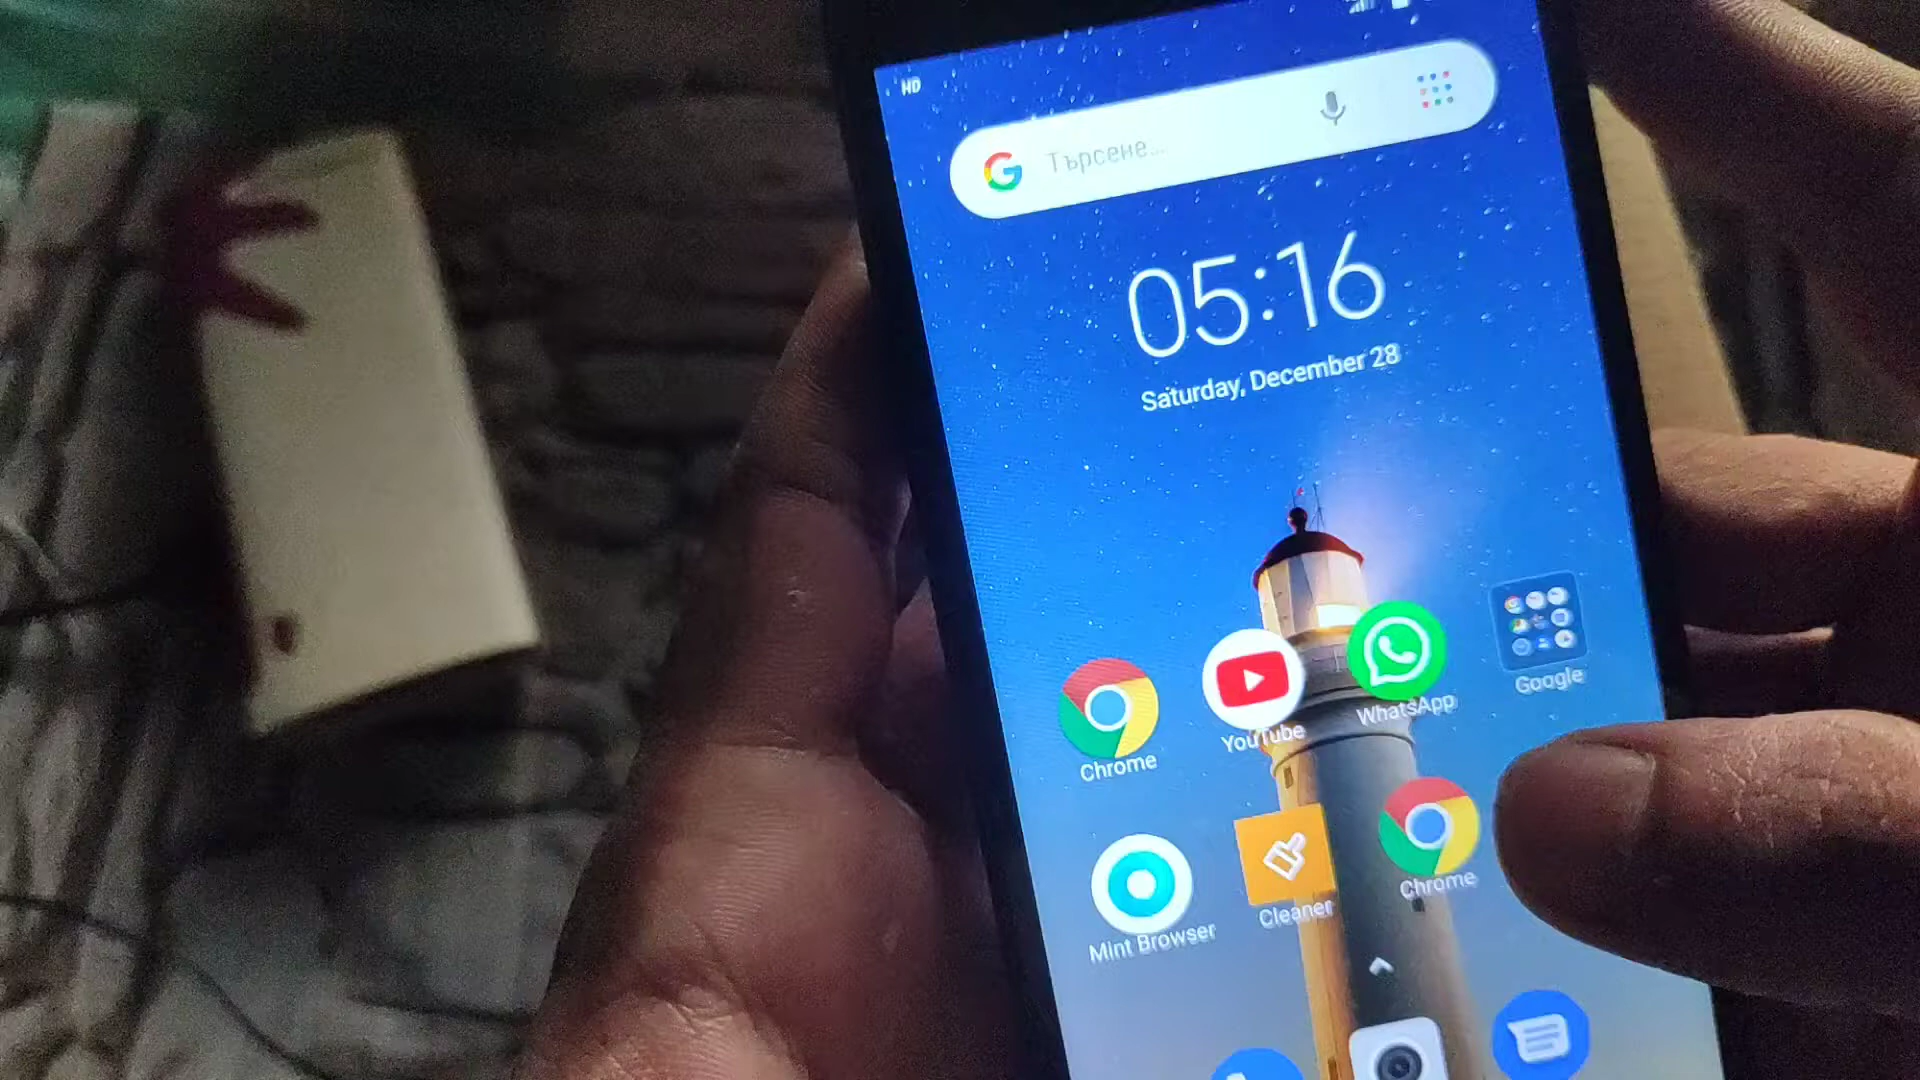 HD
Търсене...
05:16
Saturday, December 28
Chrome
YouTube
WhatsApp
Google
Mint Browser
Cleaner
Chrome